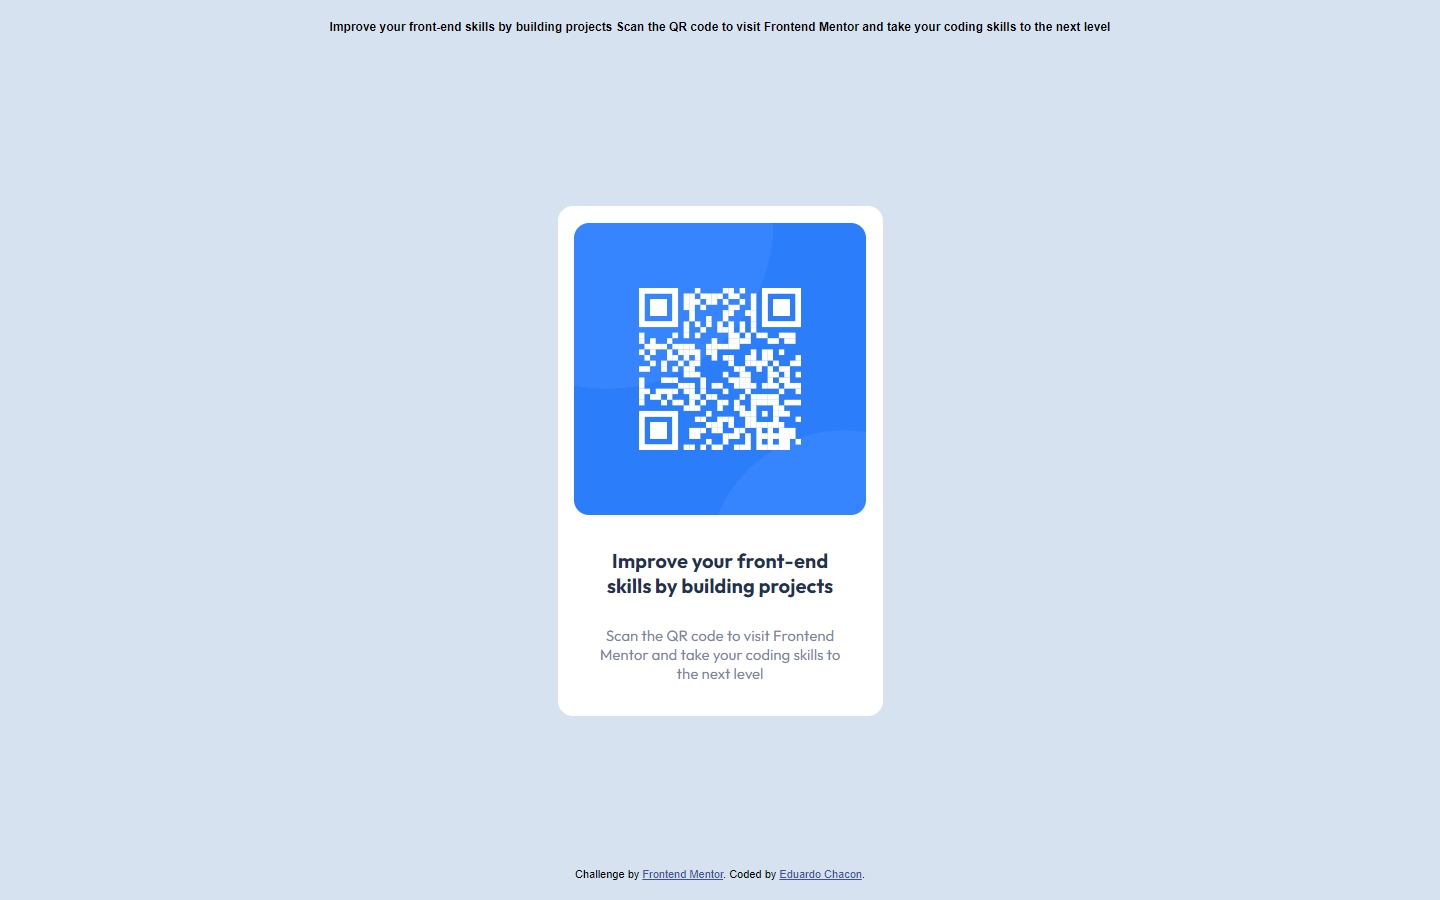 Improve your front-end skills by building projects Scan the QR code to visit Frontend Mentor and take your coding skills to the next level
Improve your front-end
skills by building projects
Scan the QR code to visit Frontend
Mentor and take your coding skills to
the next level
Challenge by Frontend Mentor. Coded by Eduardo Chacon.